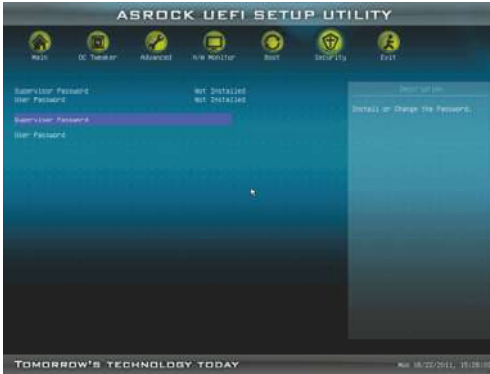 ASROCK UEFI SETUP UTILITY
Main OC Tweaker Advanced H/W Monitor Boot Security Exit
Supervisor Password Not Installed
User Password Not Installed
Supervisor Password
User Password
Description
Install or Change the Password.
TOMORROW'S TECHNOLOGY TODAY
Mon